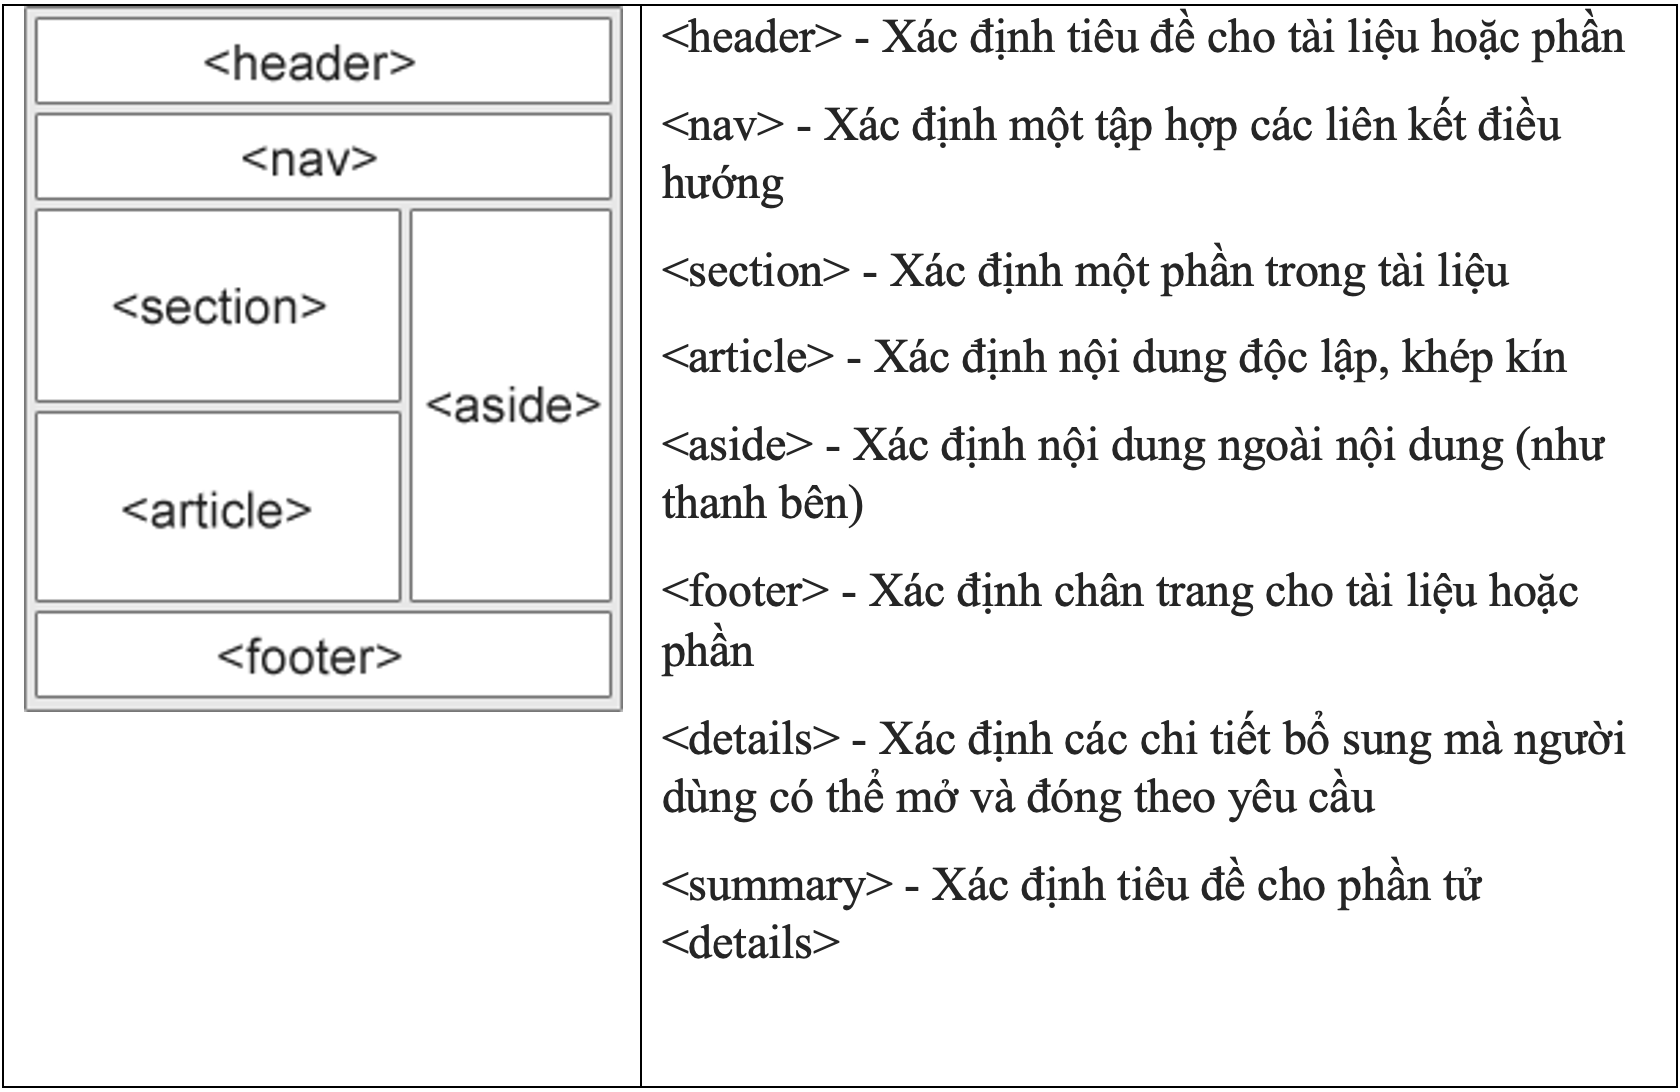 <header>
<nav>
<section>
<aside>
<article>
<footer>
<header> - Xác định tiêu đề cho tài liệu hoặc phần
<nav> - Xác định một tập hợp các liên kết điều
hướng
<section> - Xác định một phần trong tài liệu
<article> - Xác định nội dung độc lập, khép kín
<aside> - Xác định nội dung ngoài nội dung (như
thanh bên)
<footer> - Xác định chân trang cho tài liệu hoặc
phần
<details> - Xác định các chi tiết bổ sung mà người
dùng có thể mở và đóng theo yêu cầu
<summary> - Xác định tiêu đề cho phần tử
<details>